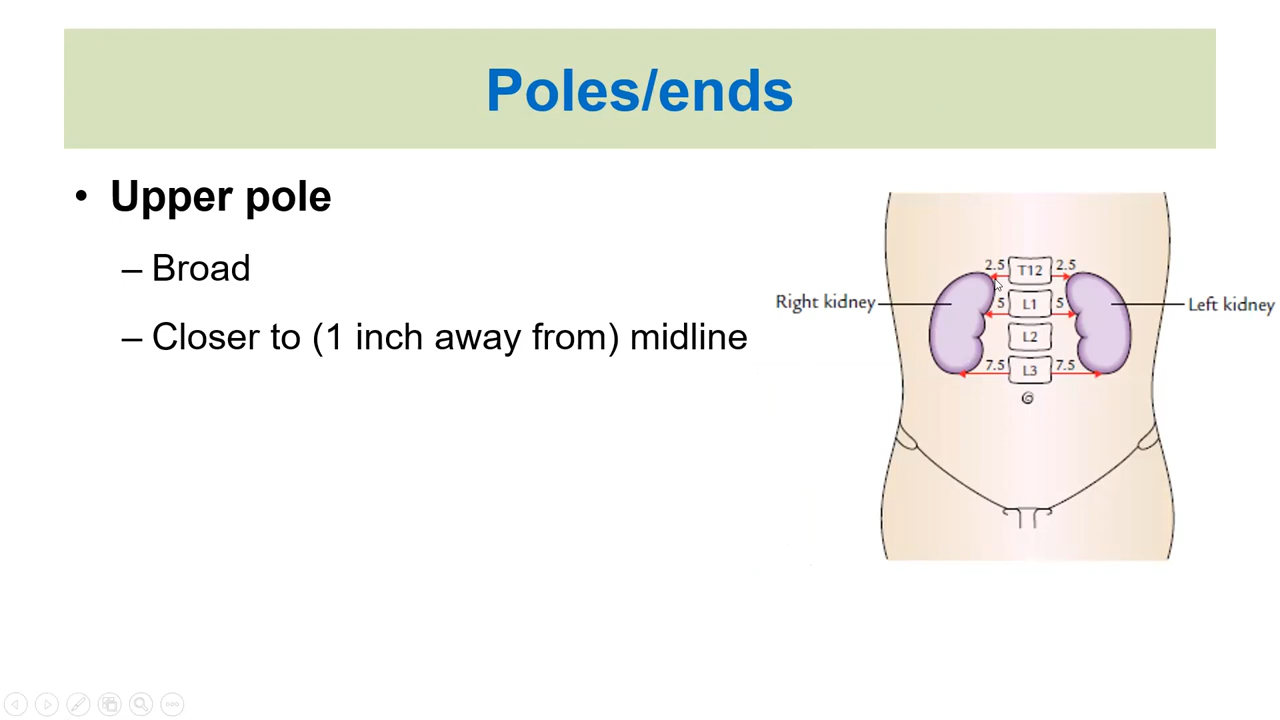 Poles/ends
• Upper pole
– Broad
– Closer to (1 inch away from) midline
2.5 T12 2.5
Right kidney 5 L1 5 Left kidney
L2
7.5 L3 7.5